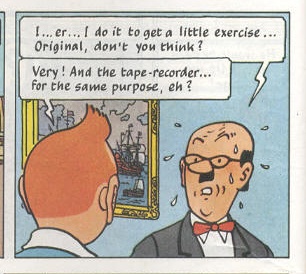 I...er... I do it to get a little exercise...
Original, don't you think?
Very! And the tape-recorder...
for the same purpose, eh?